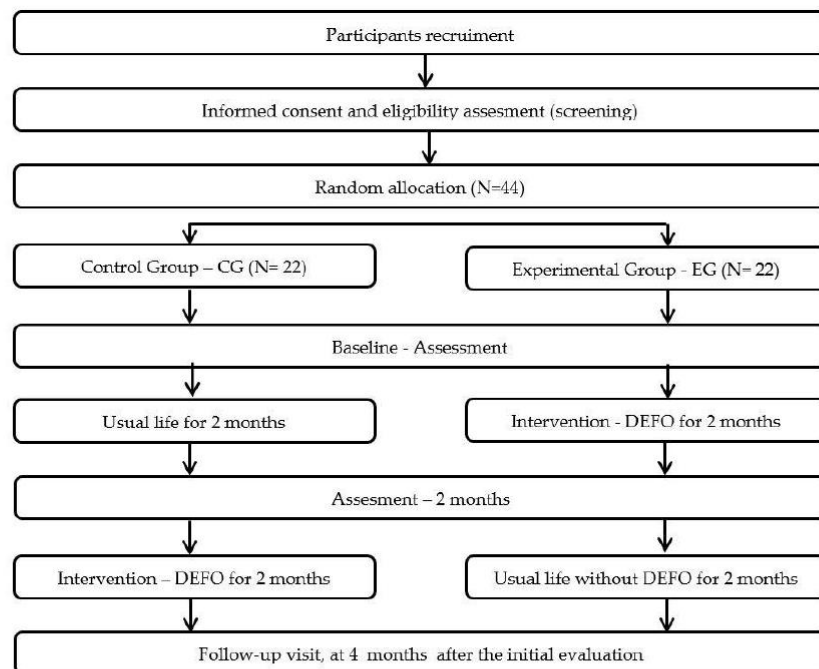 Participants recruiment
Informed consent and eligibility assesment (screening)
Random allocation (N=44)
Control Group – CG (N= 22)
Experimental Group - EG (N= 22)
Baseline - Assessment
Usual life for 2 months
Intervention - DEFO for 2 months
Assesment – 2 months
Intervention – DEFO for 2 months
Usual life without DEFO for 2 months
Follow-up visit, at 4 months after the initial evaluation